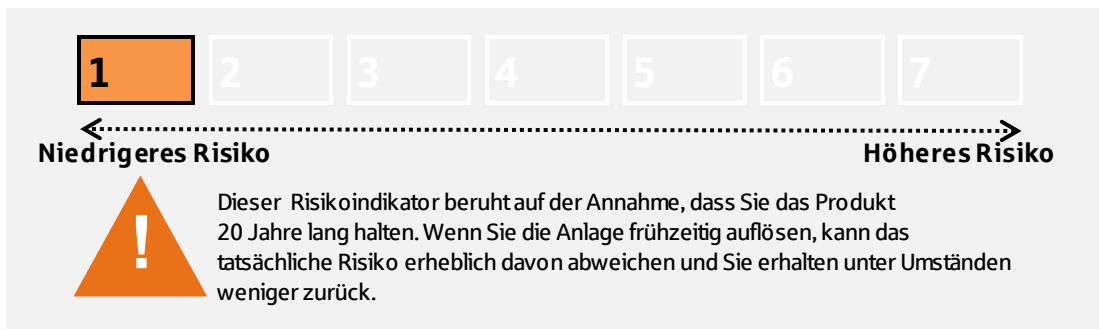 1 2 3 4 5 6 7
Niedrigeres Risiko Höheres Risiko
!
Dieser Risikoindikator beruht auf der Annahme, dass Sie das Produkt
20 Jahre lang halten. Wenn Sie die Anlage frühzeitig auflösen, kann das
tatsächliche Risiko erheblich davon abweichen und Sie erhalten unter Umständen
weniger zurück.